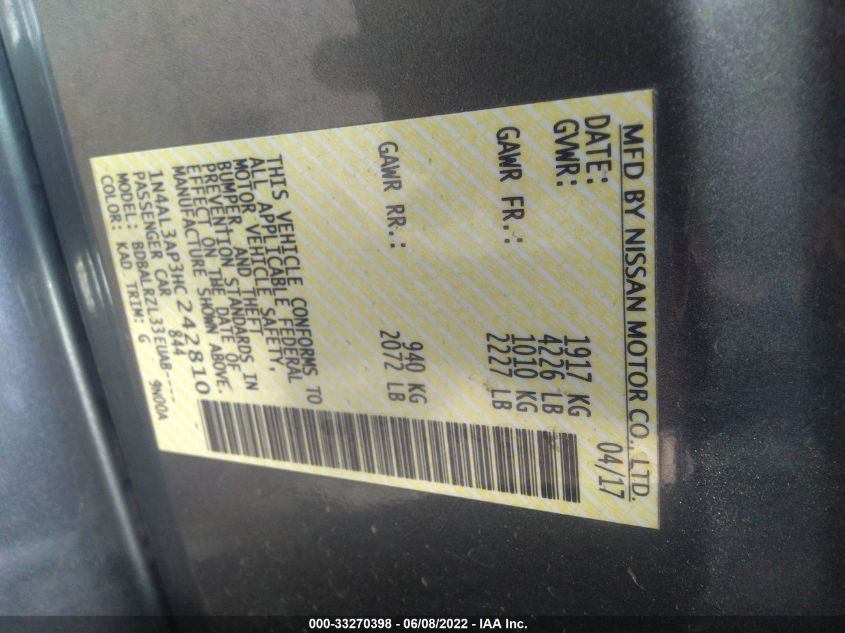 MFD BY NISSAN MOTOR CO., LTD.
DATE: 04/17
GVWR: 1917 KG
4226 LB
GAWR FR.: 1010 KG
2227 LB
GAWR RR.: 940 KG
2072 LB
THIS VEHICLE CONFORMS TO
ALL APPLICABLE FEDERAL
MOTOR VEHICLE SAFETY,
BUMPER, AND THEFT
PREVENTION STANDARDS IN
EFFECT ON THE DATE OF
MANUFACTURE SHOWN ABOVE.
1N4AL3AP3HC242810
PASSENGER CAR 844
MODEL: BDBALRZL33EUAB----
COLOR: KAD TRIM: G 9N00A
000-33270398 - 06/08/2022 - IAA Inc.